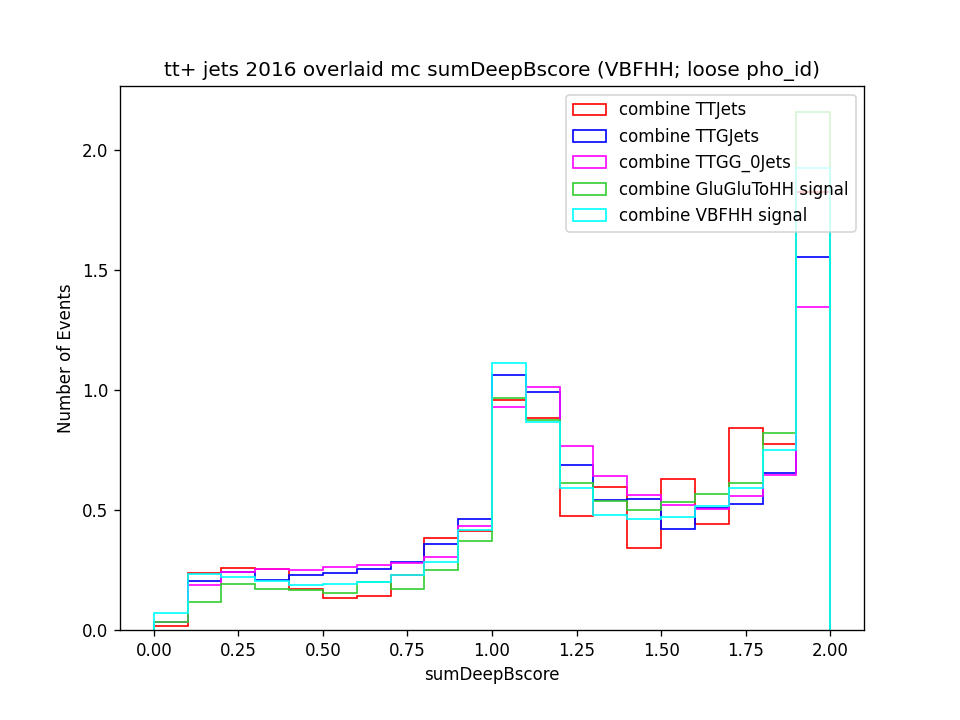 tt+ jets 2016 overlaid mc sumDeepBscore (VBFHH; loose pho_id)
combine TTJets
combine TTGJets
combine TTGG_0Jets
combine GluGluToHH signal
combine VBFHH signal
Number of Events
2.0
1.5
1.0
0.5
0.0
0.00 0.25 0.50 0.75 1.00 1.25 1.50 1.75 2.00
sumDeepBscore